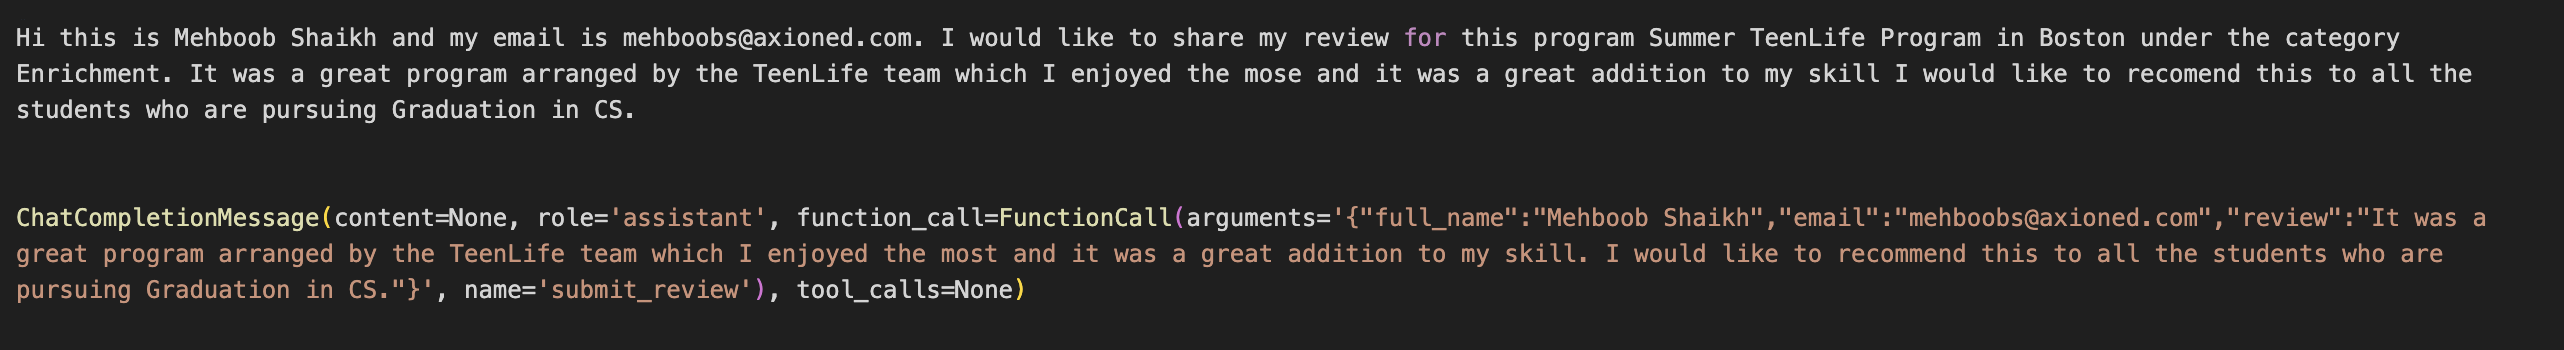 Hi this is Mehboob Shaikh and my email is mehboobs@axioned.com. I would like to share my review for this program Summer TeenLife Program in Boston under the category
Enrichment. It was a great program arranged by the TeenLife team which I enjoyed the mose and it was a great addition to my skill I would like to recomend this to all the
students who are pursuing Graduation in CS.
ChatCompletionMessage(content=None, role='assistant', function_call=FunctionCall(arguments='{"full_name":"Mehboob Shaikh","email":"mehboobs@axioned.com","review":"It was a
great program arranged by the TeenLife team which I enjoyed the most and it was a great addition to my skill. I would like to recommend this to all the students who are
pursuing Graduation in CS."}', name='submit_review'), tool_calls=None)